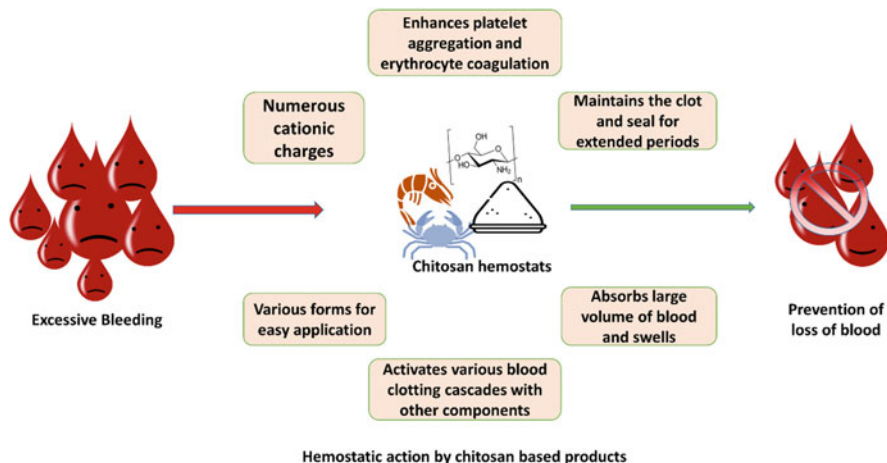 Enhances platelet
aggregation and
erythrocyte coagulation
Numerous
cationic
charges
Maintains the clot
and seal for
extended periods
OH
O
O
HO
NH2
n
Chitosan hemostats
Excessive Bleeding
Various forms for
easy application
Absorbs large
volume of blood
and swells
Prevention of
loss of blood
Activates various blood
clotting cascades with
other components
Hemostatic action by chitosan based products